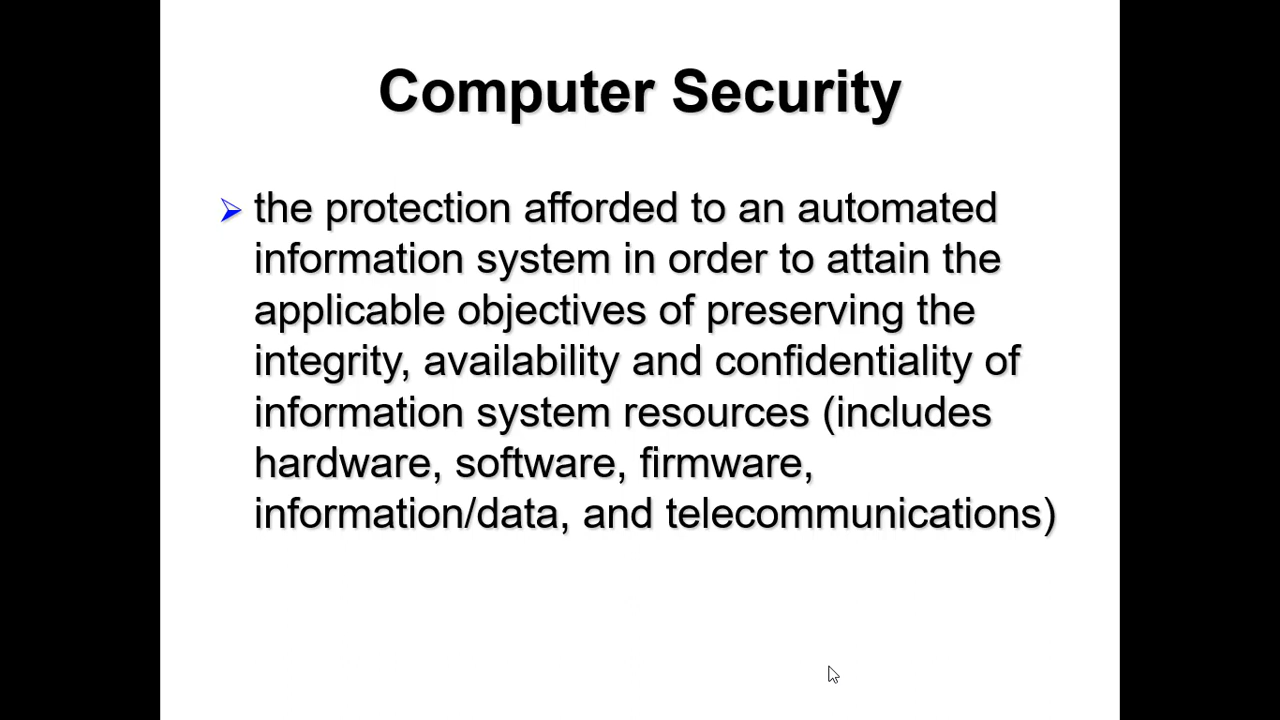 Computer Security
the protection afforded to an automated
information system in order to attain the
applicable objectives of preserving the
integrity, availability and confidentiality of
information system resources (includes
hardware, software, firmware,
information/data, and telecommunications)